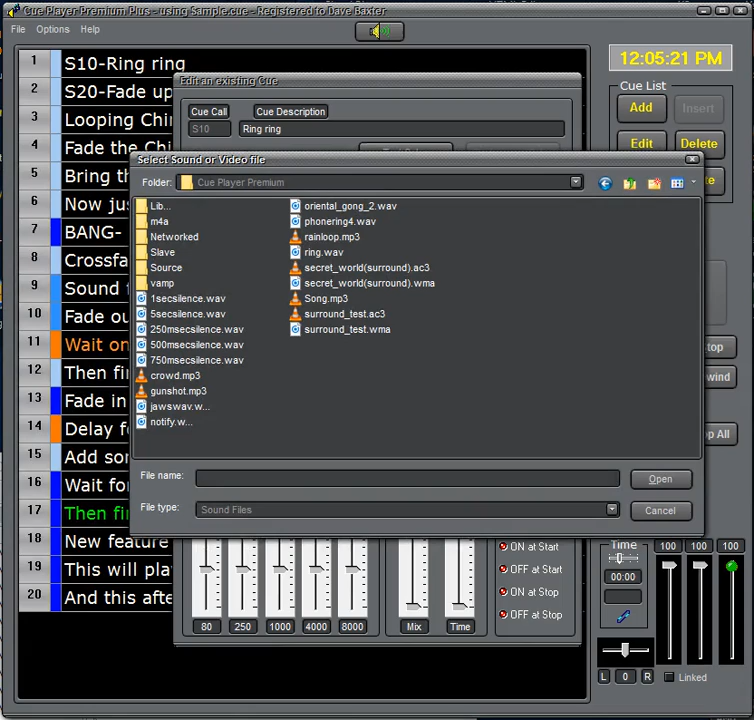 Cue Player Premium Plus - using Sample.cue - Registered to Dave Baxter
File Options Help
12:05:21 PM
Cue List
Add Insert
Edit Delete
1 S10-Ring ring
2 S20-Fade up
3 Looping Chi
4 Fade the Ch
5 Bring th
6 Now jus
7 BANG-
8 Crossfa
9 Sound
10 Fade ou
11 Wait on
12 Then fi
13 Fade in
14 Delay f
15 Add so
16 Wait fo
17 Then fi
18 New feature
19 This will pla
20 And this afte
Edit an existing Cue
Cue Call Cue Description
S10 Ring ring
Select Sound or Video file
Folder: Cue Player Premium
Lib...
m4a
Networked
Slave
Source
vamp
1secsilence.wav
5secsilence.wav
250msecsilence.wav
500msecsilence.wav
750msecsilence.wav
crowd.mp3
gunshot.mp3
jawswav.w...
notify.w...
oriental_gong_2.wav
phonering4.wav
rainloop.mp3
ring.wav
secret_world(surround).ac3
secret_world(surround).wma
Song.mp3
surround_test.ac3
surround_test.wma
File name: Open
File type: Sound Files Cancel
top
wind
op All
80 250 1000 4000 8000 Mix Time
ON at Start
OFF at Start
ON at Stop
OFF at Stop
Time 100 100 100
00:00
L 0 R Linked